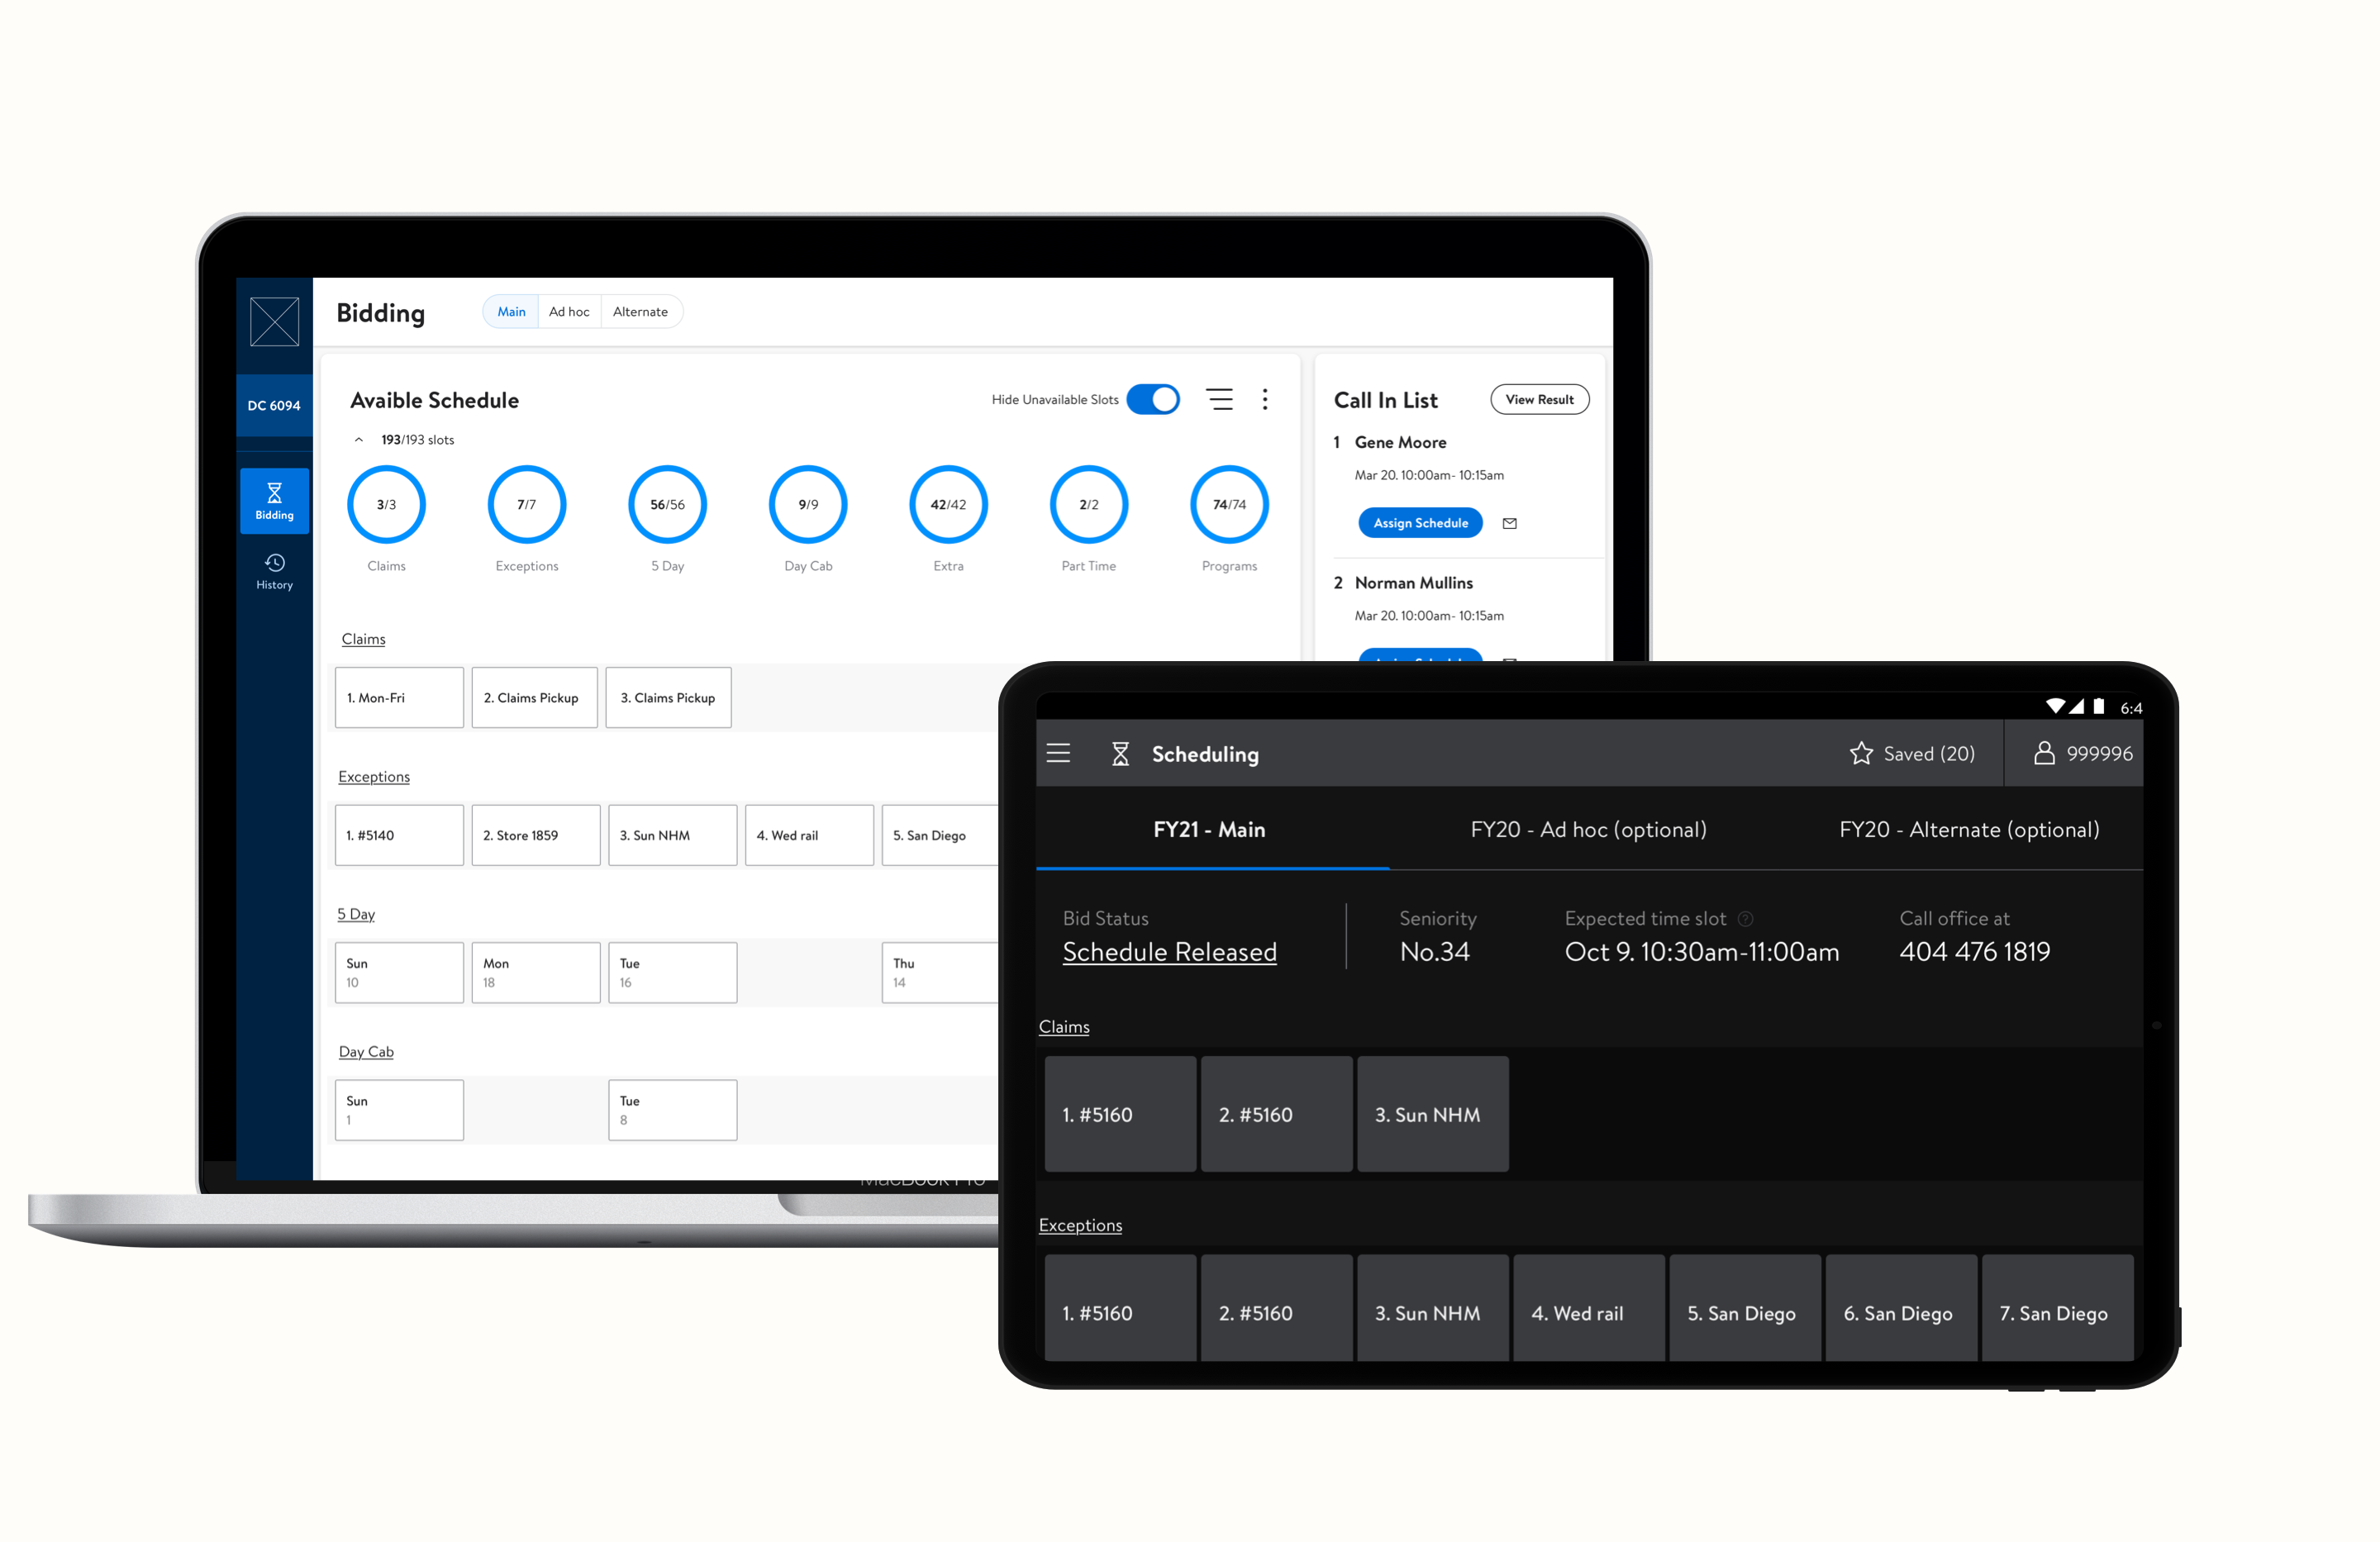 Bidding
Main
Ad hoc
Alternate
DC 6094
Bidding
History
Avaible Schedule
Hide Unavailable Slots
193/193 slots
3/3
7/7
56/56
9/9
42/42
2/2
74/74
Claims
Exceptions
5 Day
Day Cab
Extra
Part Time
Programs
Claims
1. Mon-Fri
2. Claims Pickup
3. Claims Pickup
Exceptions
1. #5140
2. Store 1859
3. Sun NHM
4. Wed rail
5. San Diego
5 Day
Sun
10
Mon
18
Tue
16
Thu
14
Day Cab
Sun
1
Tue
8
Call In List
View Result
1 Gene Moore
Mar 20. 10:00am- 10:15am
Assign Schedule
2 Norman Mullins
Mar 20. 10:00am- 10:15am
MacBook Pro
6:4
Scheduling
Saved (20)
999996
FY21 - Main
FY20 - Ad hoc (optional)
FY20 - Alternate (optional)
Bid Status
Schedule Released
Seniority
No.34
Expected time slot ?
Oct 9. 10:30am-11:00am
Call office at
404 476 1819
Claims
1. #5160
2. #5160
3. Sun NHM
Exceptions
1. #5160
2. #5160
3. Sun NHM
4. Wed rail
5. San Diego
6. San Diego
7. San Diego